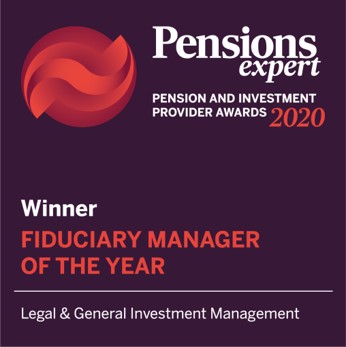 Pensions
expert
PENSION AND INVESTMENT
PROVIDER AWARDS 2020
Winner
FIDUCIARY MANAGER
OF THE YEAR
Legal & General Investment Management